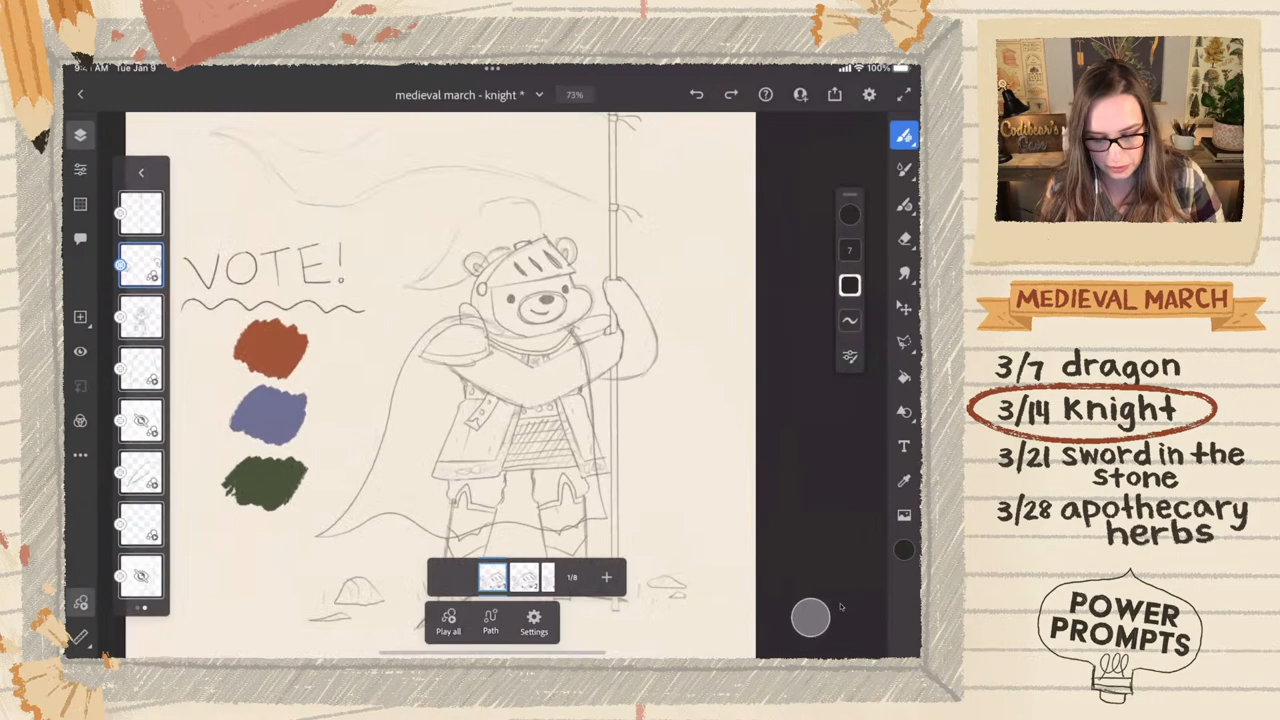 Tue Jan 9
100%
medieval march - knight *
73%
7
VOTE!
T
1/8
Play all
Path
Settings
Codibear's
MEDIEVAL MARCH
3/7 dragon
3/14 knight
3/21 sword in the
stone
3/28 apothecary
herbs
POWER
PROMPTS